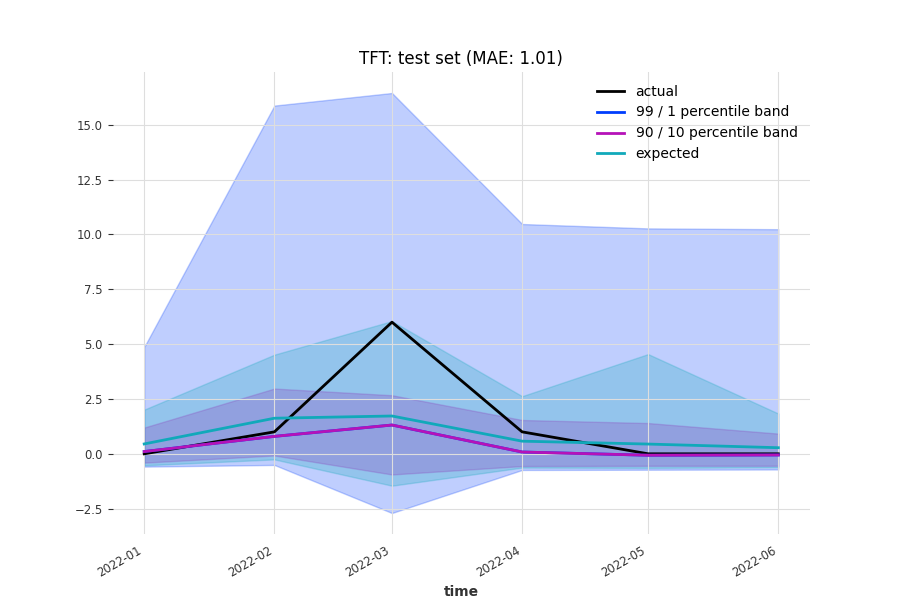 TFT: test set (MAE: 1.01)
actual
99 / 1 percentile band
90 / 10 percentile band
expected
15.0
12.5
10.0
7.5
5.0
2.5
0.0
−2.5
2022-01
2022-02
2022-03
2022-04
2022-05
2022-06
time